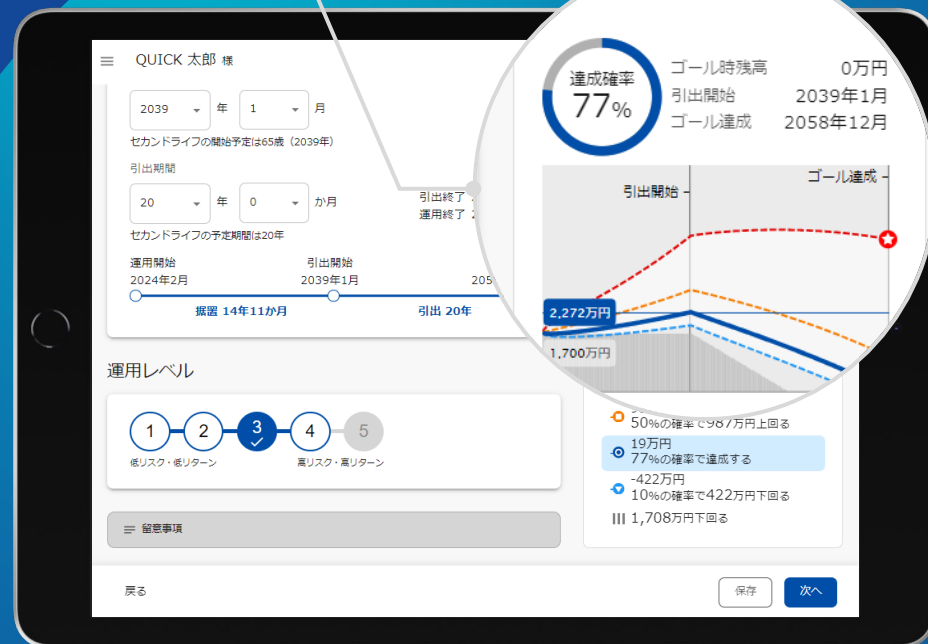 QUICK 太郎 様
2039 年 1 月
セカンドライフの開始予定は65歳（2039年）
引出期間
20 年 0 か月
セカンドライフの予定期間は20年
引出終了
運用終了
運用開始
2024年2月
引出開始
2039年1月
据置 14年11か月
引出 20年
達成確率
77%
ゴール時残高 0万円
引出開始 2039年1月
ゴール達成 2058年12月
引出開始
ゴール達成
2,272万円
1,700万円
運用レベル
1 2 3 4 5
低リスク・低リターン
高リスク・高リターン
50%の確率で987万円上回る
19万円
77%の確率で達成する
-422万円
10%の確率で422万円下回る
1,708万円下回る
留意事項
戻る
保存
次へ